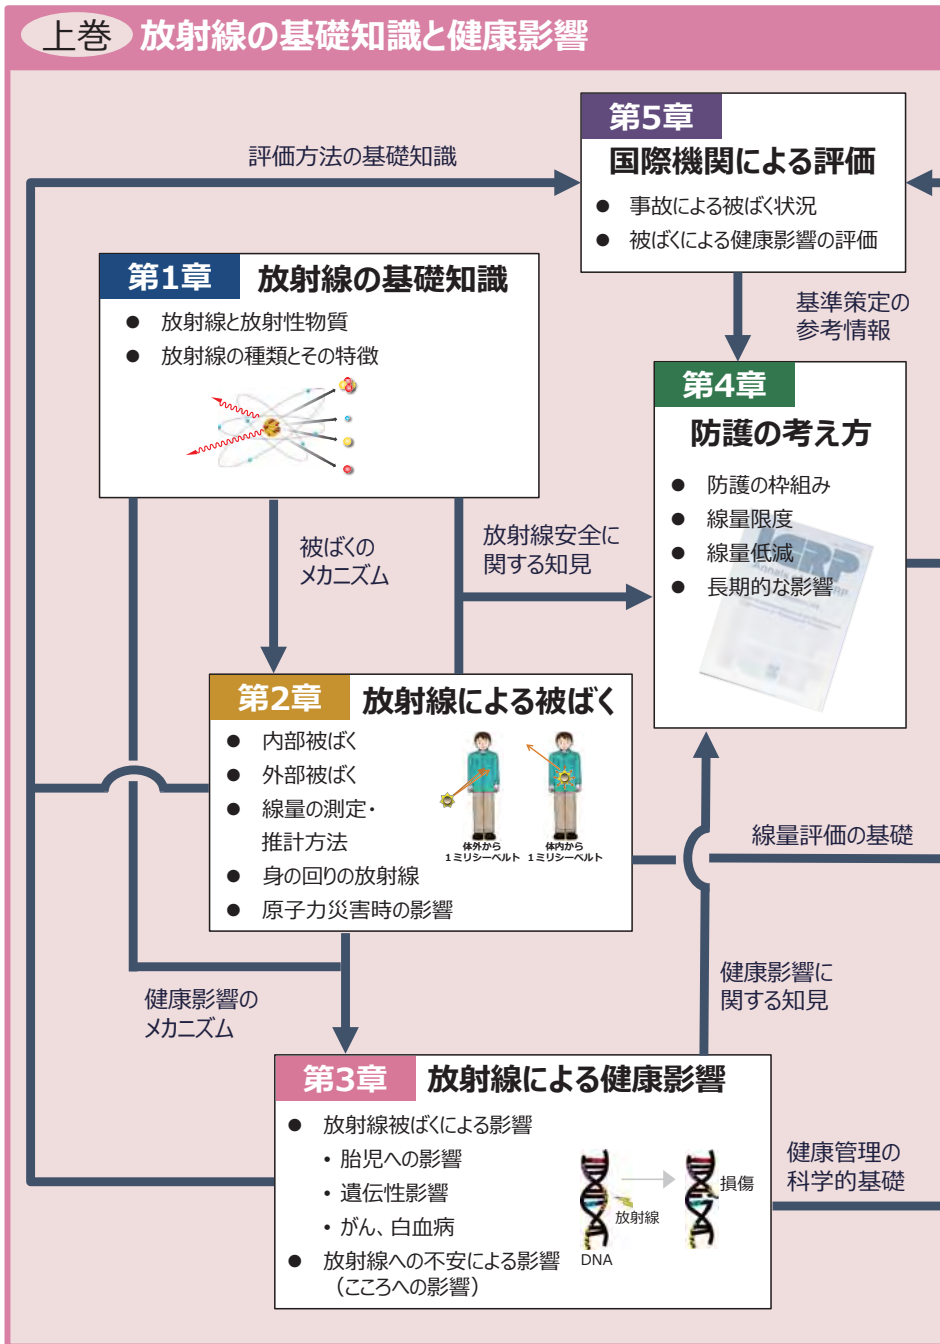 上巻 放射線の基礎知識と健康影響
第5章
国際機関による評価
● 事故による被ばく状況
● 被ばくによる健康影響の評価
評価方法の基礎知識
第1章 放射線の基礎知識
● 放射線と放射性物質
● 放射線の種類とその特徴
基準策定の
参考情報
第4章
防護の考え方
● 防護の枠組み
● 線量限度
● 線量低減
● 長期的な影響
ICRP
被ばくの
メカニズム
放射線安全に
関する知見
第2章 放射線による被ばく
● 内部被ばく
● 外部被ばく
● 線量の測定・
推計方法
● 身の回りの放射線
● 原子力災害時の影響
体外から
1ミリシーベルト
体内から
1ミリシーベルト
線量評価の基礎
健康影響の
メカニズム
健康影響に
関する知見
第3章 放射線による健康影響
● 放射線被ばくによる影響
・胎児への影響
・遺伝性影響
・がん、白血病
● 放射線への不安による影響
（こころへの影響）
放射線
損傷
DNA
健康管理の
科学的基礎